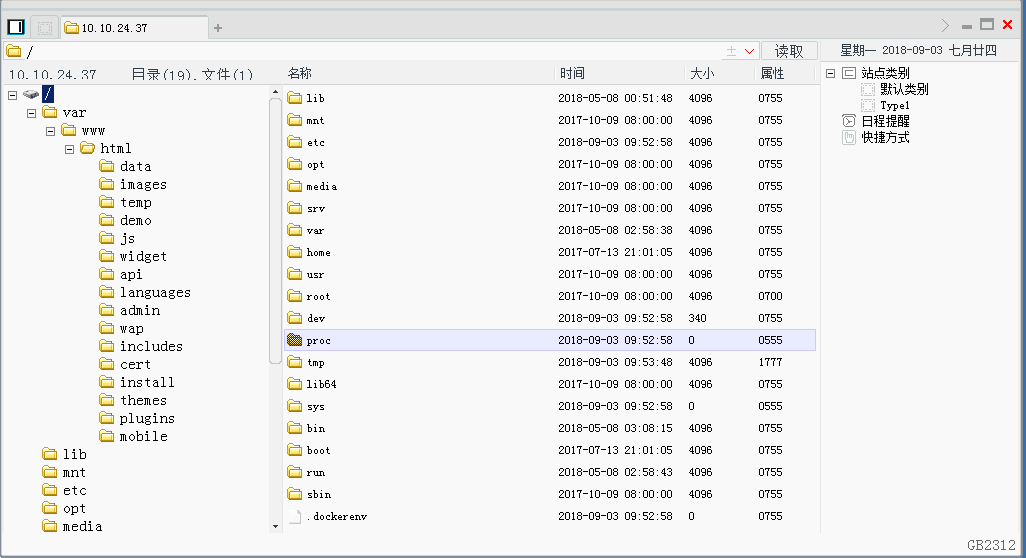 10.10.24.37
+
/
读取
星期一 2018-09-03 七月廿四
10.10.24.37 目录(19),文件(1)
名称 时间 大小 属性
/
var
www
html
data
images
temp
demo
js
widget
api
languages
admin
wap
includes
cert
install
themes
plugins
mobile
lib
mnt
etc
opt
media
lib 2018-05-08 00:51:48 4096 0755
mnt 2017-10-09 08:00:00 4096 0755
etc 2018-09-03 09:52:58 4096 0755
opt 2017-10-09 08:00:00 4096 0755
media 2017-10-09 08:00:00 4096 0755
srv 2017-10-09 08:00:00 4096 0755
var 2018-05-08 02:58:38 4096 0755
home 2017-07-13 21:01:05 4096 0755
usr 2017-10-09 08:00:00 4096 0755
root 2017-10-09 08:00:00 4096 0700
dev 2018-09-03 09:52:58 340 0755
proc 2018-09-03 09:52:58 0 0555
tmp 2018-09-03 09:53:48 4096 1777
lib64 2017-10-09 08:00:00 4096 0755
sys 2018-09-03 09:52:58 0 0555
bin 2018-05-08 03:08:15 4096 0755
boot 2017-07-13 21:01:05 4096 0755
run 2018-05-08 02:58:43 4096 0755
sbin 2017-10-09 08:00:00 4096 0755
.dockerenv 2018-09-03 09:52:58 0 0755
站点类别
默认类别
Type1
日程提醒
快捷方式
GB2312